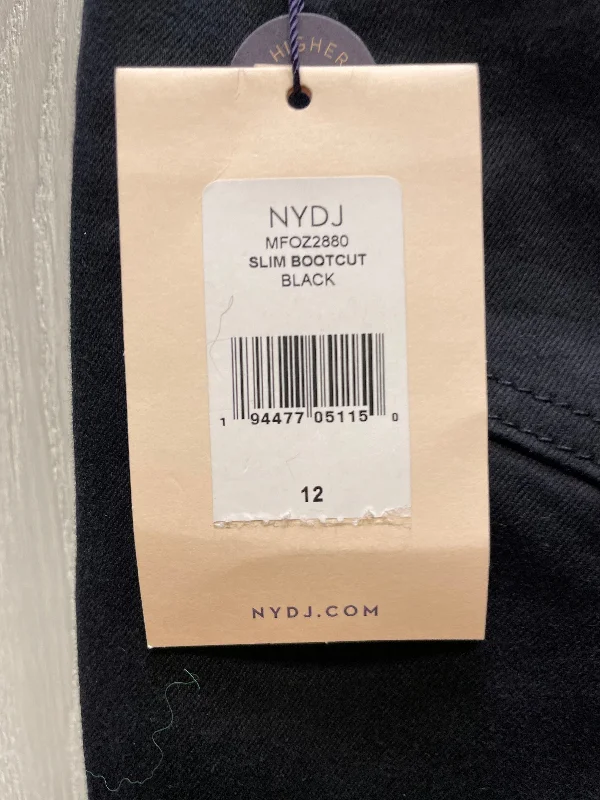 HIGHER
NYDJ
MFOZ2880
SLIM BOOTCUT
BLACK
1 94477 05115 0
12
NYDJ.COM